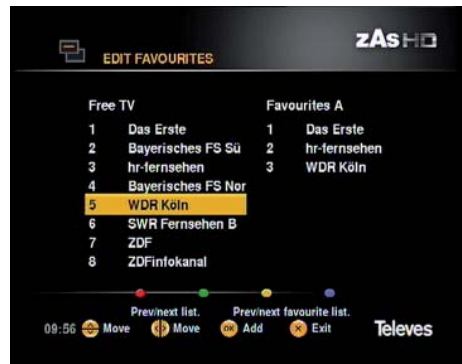 zAs HD
EDIT FAVOURITES
Free TV
1 Das Erste
2 Bayerisches FS Sü
3 hr-fernsehen
4 Bayerisches FS Nor
5 WDR Köln
6 SWR Fernsehen B
7 ZDF
8 ZDFinfokanal
Favourites A
1 Das Erste
2 hr-fernsehen
3 WDR Köln
Prev/next list. Prev/next favourite list.
09:56 Move Move OK Add X Exit Televes